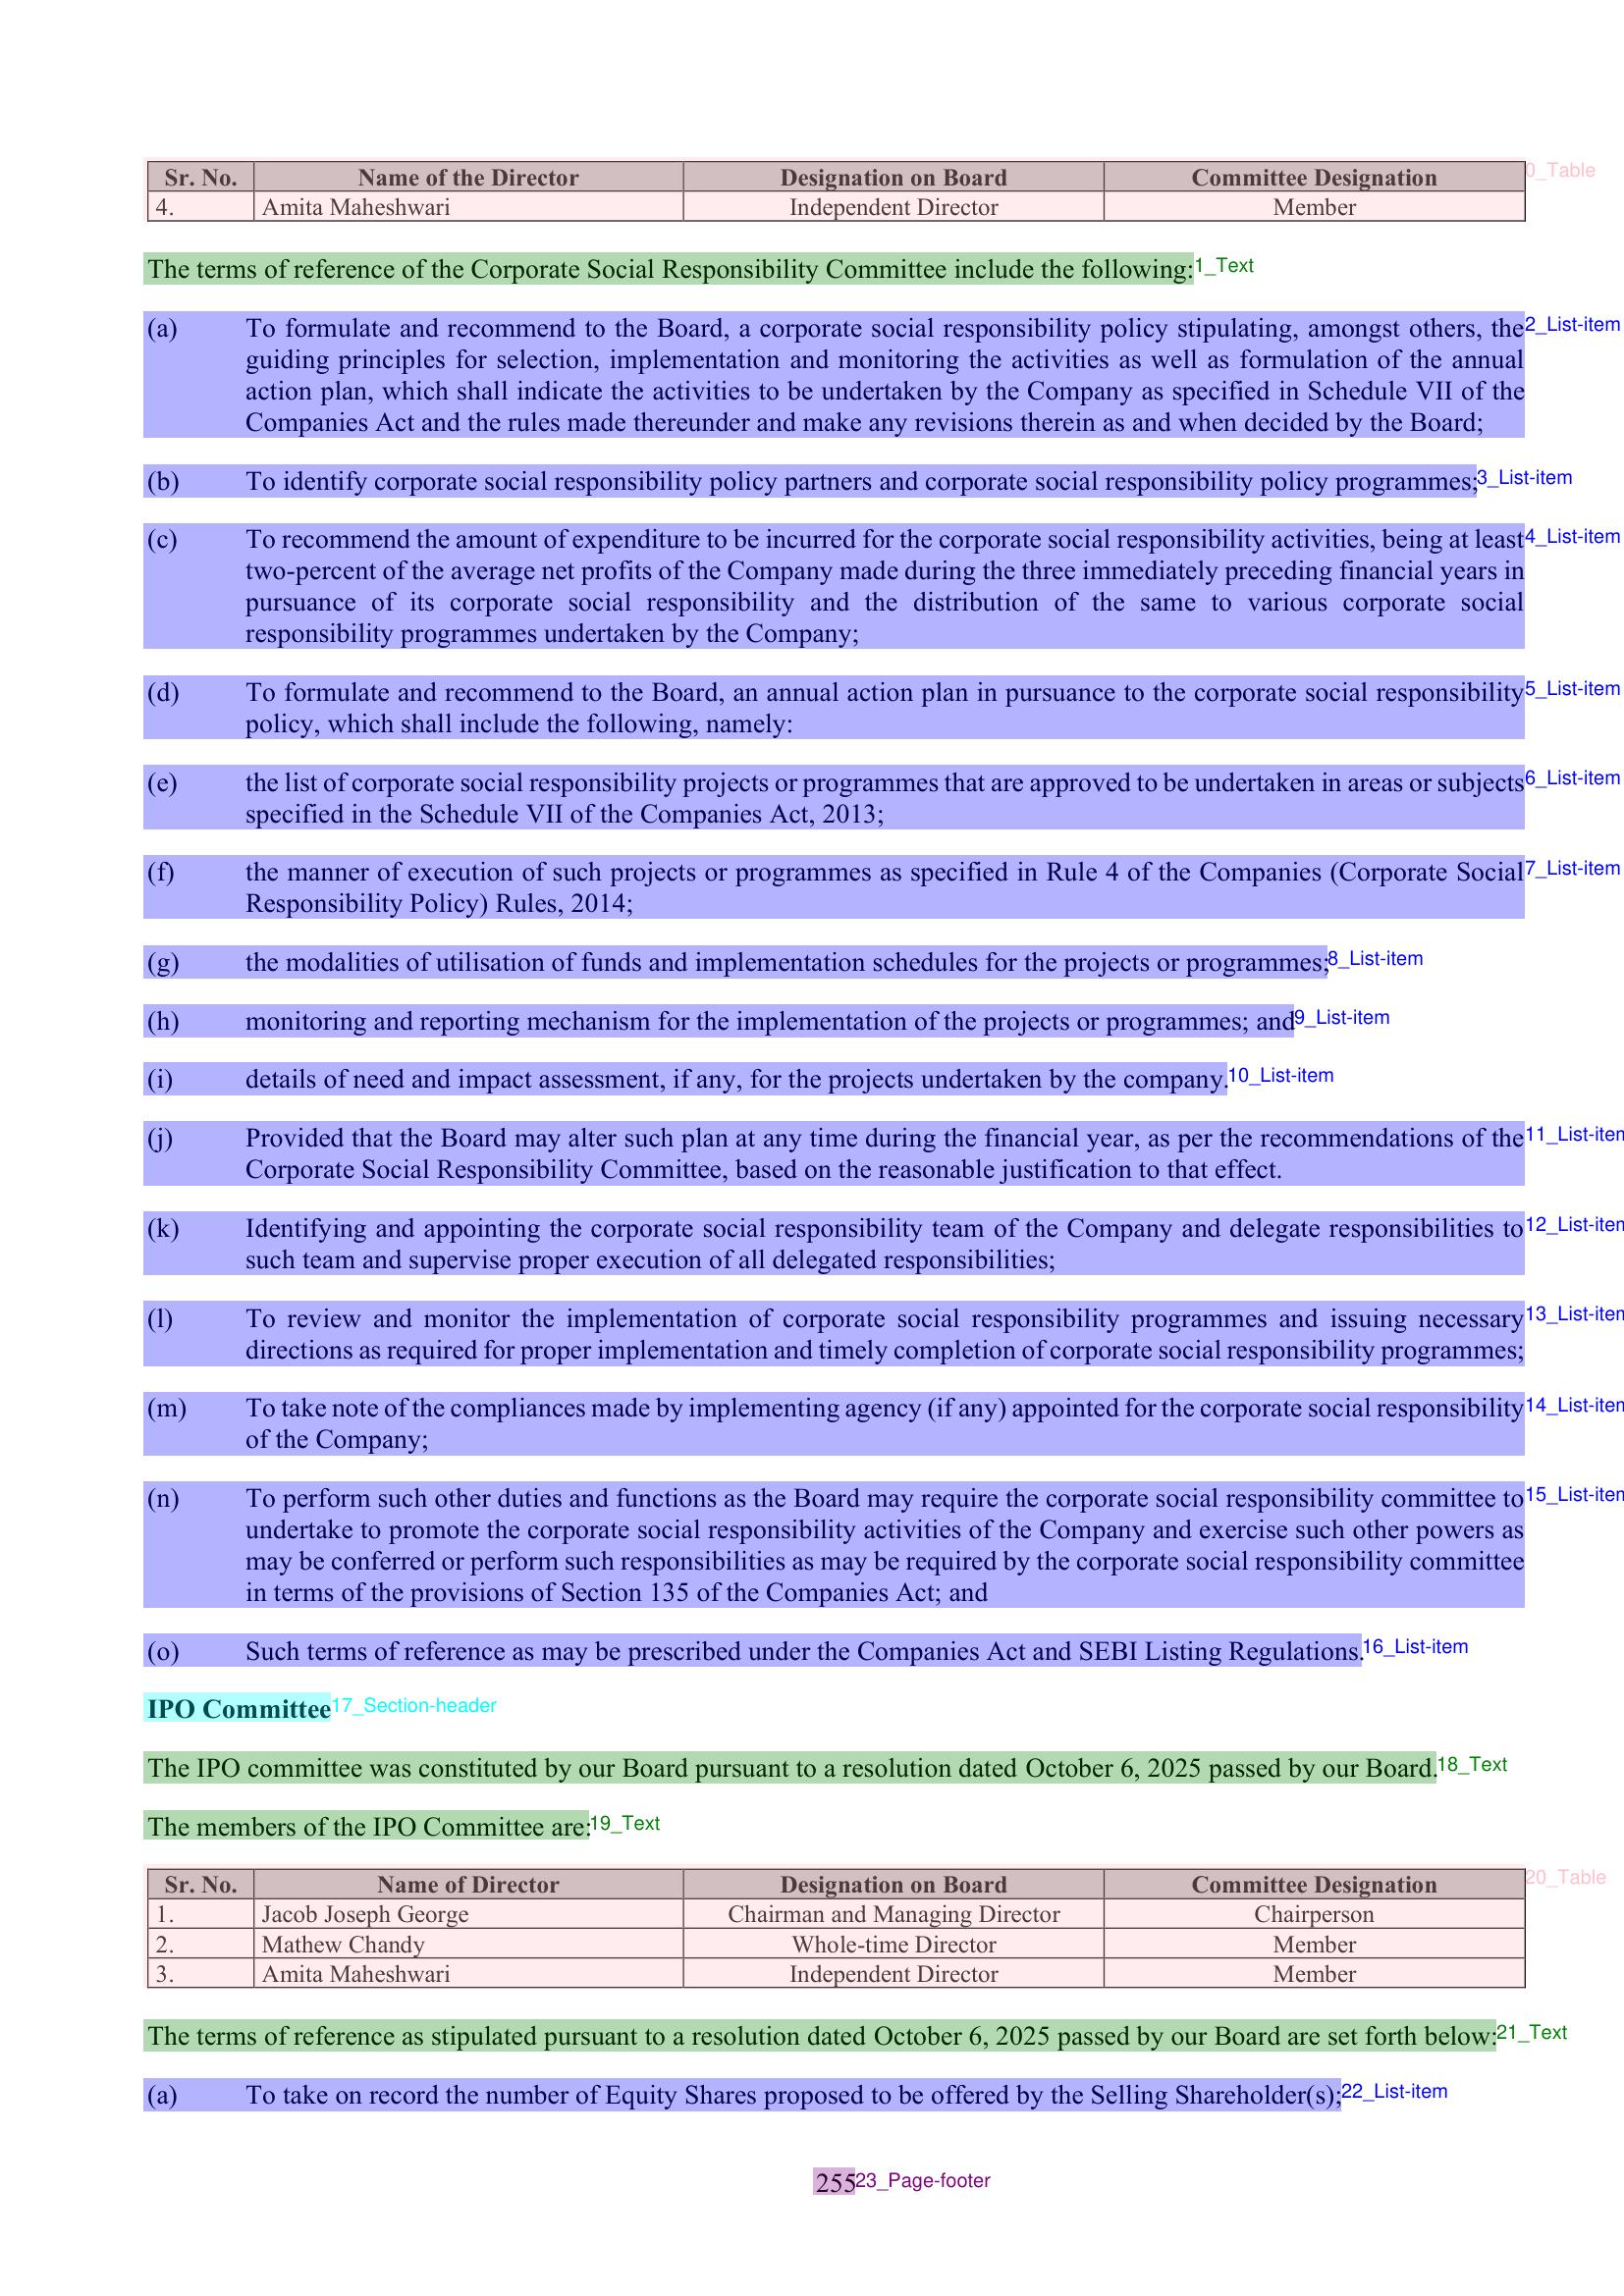 Sr. No. Name of the Director Designation on Board Committee Designation 0_Table
4. Amita Maheshwari Independent Director Member
The terms of reference of the Corporate Social Responsibility Committee include the following: 1_Text
(a) To formulate and recommend to the Board, a corporate social responsibility policy stipulating, amongst others, the 2_List-item
guiding principles for selection, implementation and monitoring the activities as well as formulation of the annual
action plan, which shall indicate the activities to be undertaken by the Company as specified in Schedule VII of the
Companies Act and the rules made thereunder and make any revisions therein as and when decided by the Board;
(b) To identify corporate social responsibility policy partners and corporate social responsibility policy programmes; 3_List-item
(c) To recommend the amount of expenditure to be incurred for the corporate social responsibility activities, being at least 4_List-item
two-percent of the average net profits of the Company made during the three immediately preceding financial years in
pursuance of its corporate social responsibility and the distribution of the same to various corporate social
responsibility programmes undertaken by the Company;
(d) To formulate and recommend to the Board, an annual action plan in pursuance to the corporate social responsibility 5_List-item
policy, which shall include the following, namely:
(e) the list of corporate social responsibility projects or programmes that are approved to be undertaken in areas or subjects 6_List-item
specified in the Schedule VII of the Companies Act, 2013;
(f) the manner of execution of such projects or programmes as specified in Rule 4 of the Companies (Corporate Social 7_List-item
Responsibility Policy) Rules, 2014;
(g) the modalities of utilisation of funds and implementation schedules for the projects or programmes; 8_List-item
(h) monitoring and reporting mechanism for the implementation of the projects or programmes; and 9_List-item
(i) details of need and impact assessment, if any, for the projects undertaken by the company. 10_List-item
(j) Provided that the Board may alter such plan at any time during the financial year, as per the recommendations of the 11_List-item
Corporate Social Responsibility Committee, based on the reasonable justification to that effect.
(k) Identifying and appointing the corporate social responsibility team of the Company and delegate responsibilities to 12_List-item
such team and supervise proper execution of all delegated responsibilities;
(l) To review and monitor the implementation of corporate social responsibility programmes and issuing necessary 13_List-item
directions as required for proper implementation and timely completion of corporate social responsibility programmes;
(m) To take note of the compliances made by implementing agency (if any) appointed for the corporate social responsibility 14_List-item
of the Company;
(n) To perform such other duties and functions as the Board may require the corporate social responsibility committee to 15_List-item
undertake to promote the corporate social responsibility activities of the Company and exercise such other powers as
may be conferred or perform such responsibilities as may be required by the corporate social responsibility committee
in terms of the provisions of Section 135 of the Companies Act; and
(o) Such terms of reference as may be prescribed under the Companies Act and SEBI Listing Regulations. 16_List-item
IPO Committee 17_Section-header
The IPO committee was constituted by our Board pursuant to a resolution dated October 6, 2025 passed by our Board. 18_Text
The members of the IPO Committee are: 19_Text
Sr. No. Name of Director Designation on Board Committee Designation 20_Table
1. Jacob Joseph George Chairman and Managing Director Chairperson
2. Mathew Chandy Whole-time Director Member
3. Amita Maheshwari Independent Director Member
The terms of reference as stipulated pursuant to a resolution dated October 6, 2025 passed by our Board are set forth below: 21_Text
(a) To take on record the number of Equity Shares proposed to be offered by the Selling Shareholder(s); 22_List-item
255 23_Page-footer